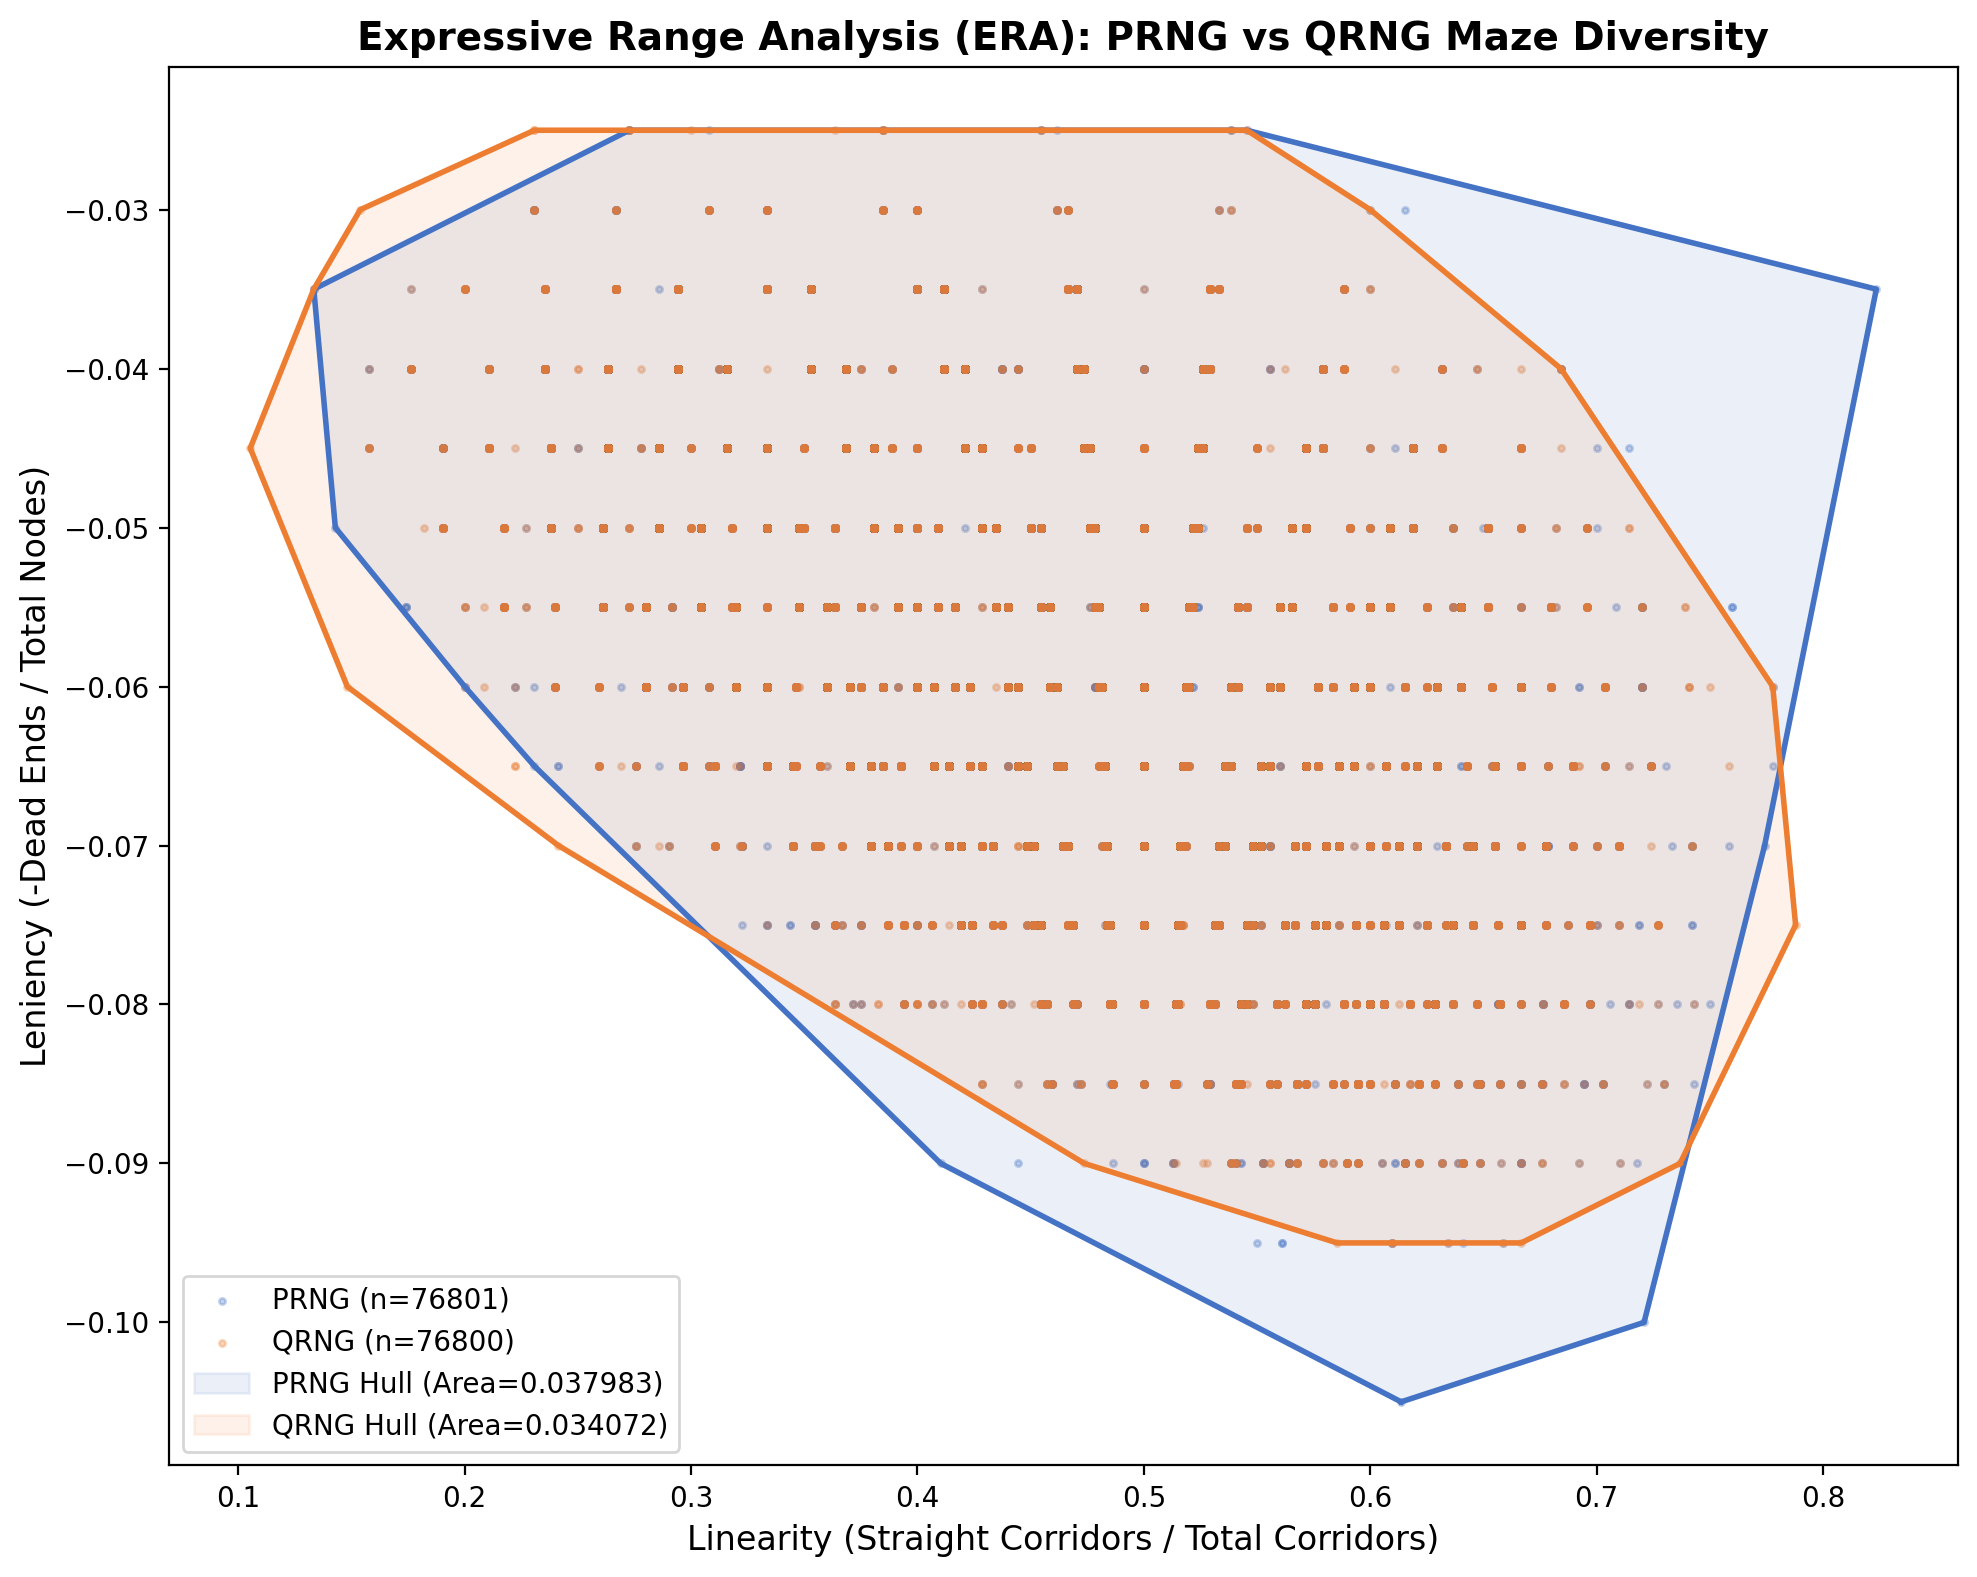 Expressive Range Analysis (ERA): PRNG vs QRNG Maze Diversity
Leniency (-Dead Ends / Total Nodes)
−0.03
−0.04
−0.05
−0.06
−0.07
−0.08
−0.09
−0.10
PRNG (n=76801)
QRNG (n=76800)
PRNG Hull (Area=0.037983)
QRNG Hull (Area=0.034072)
0.1 0.2 0.3 0.4 0.5 0.6 0.7 0.8
Linearity (Straight Corridors / Total Corridors)